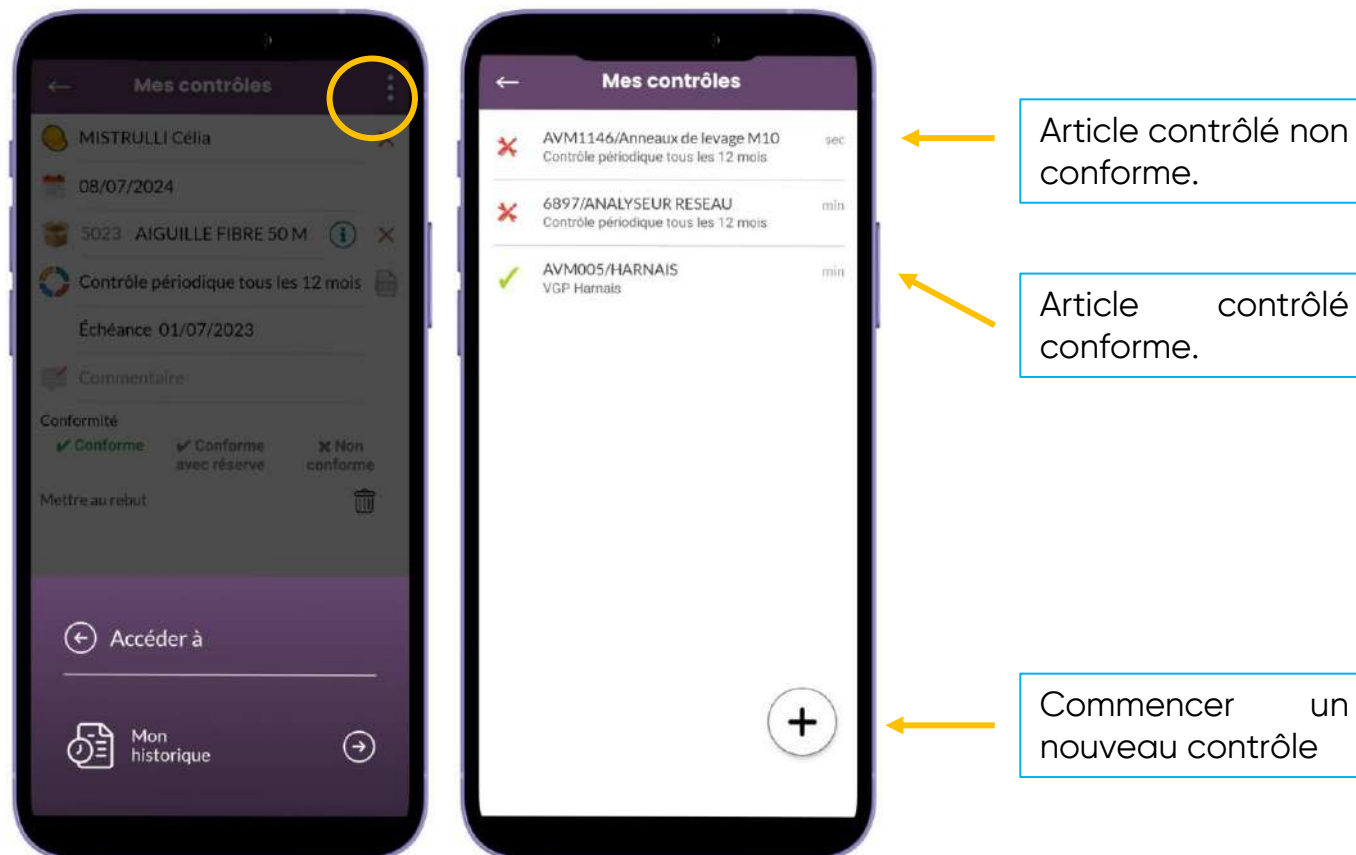 Mes contrôles
MISTRULLI Célia
08/07/2024
5023 AIGUILLE FIBRE 50 M
Contrôle périodique tous les 12 mois
Échéance 01/07/2023
Commentaire
Conformité
Conforme
Conforme
avec réserve
Non
conforme
Mettre au rebut
Accéder à
Mon
historique
Mes contrôles
AVM1146/Anneaux de levage M10 sec
Contrôle périodique tous les 12 mois
6897/ANALYSEUR RESEAU min
Contrôle périodique tous les 12 mois
AVM005/HARNAIS min
VGP Harnais
Article contrôlé non
conforme.
Article contrôlé
conforme.
Commencer un
nouveau contrôle